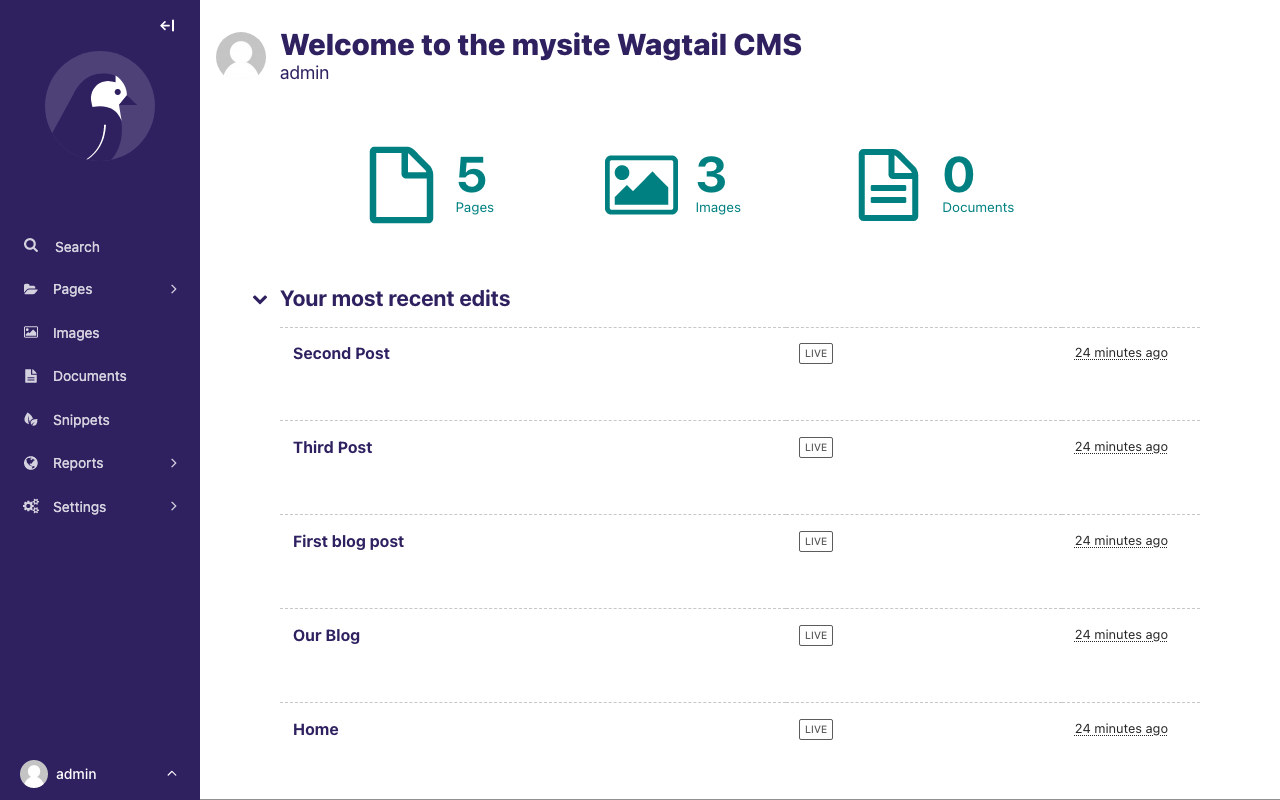 Welcome to the mysite Wagtail CMS
admin
5
Pages
3
Images
0
Documents
Search
Pages
Images
Documents
Snippets
Reports
Settings
admin
Your most recent edits
Second Post LIVE 24 minutes ago
Third Post LIVE 24 minutes ago
First blog post LIVE 24 minutes ago
Our Blog LIVE 24 minutes ago
Home LIVE 24 minutes ago